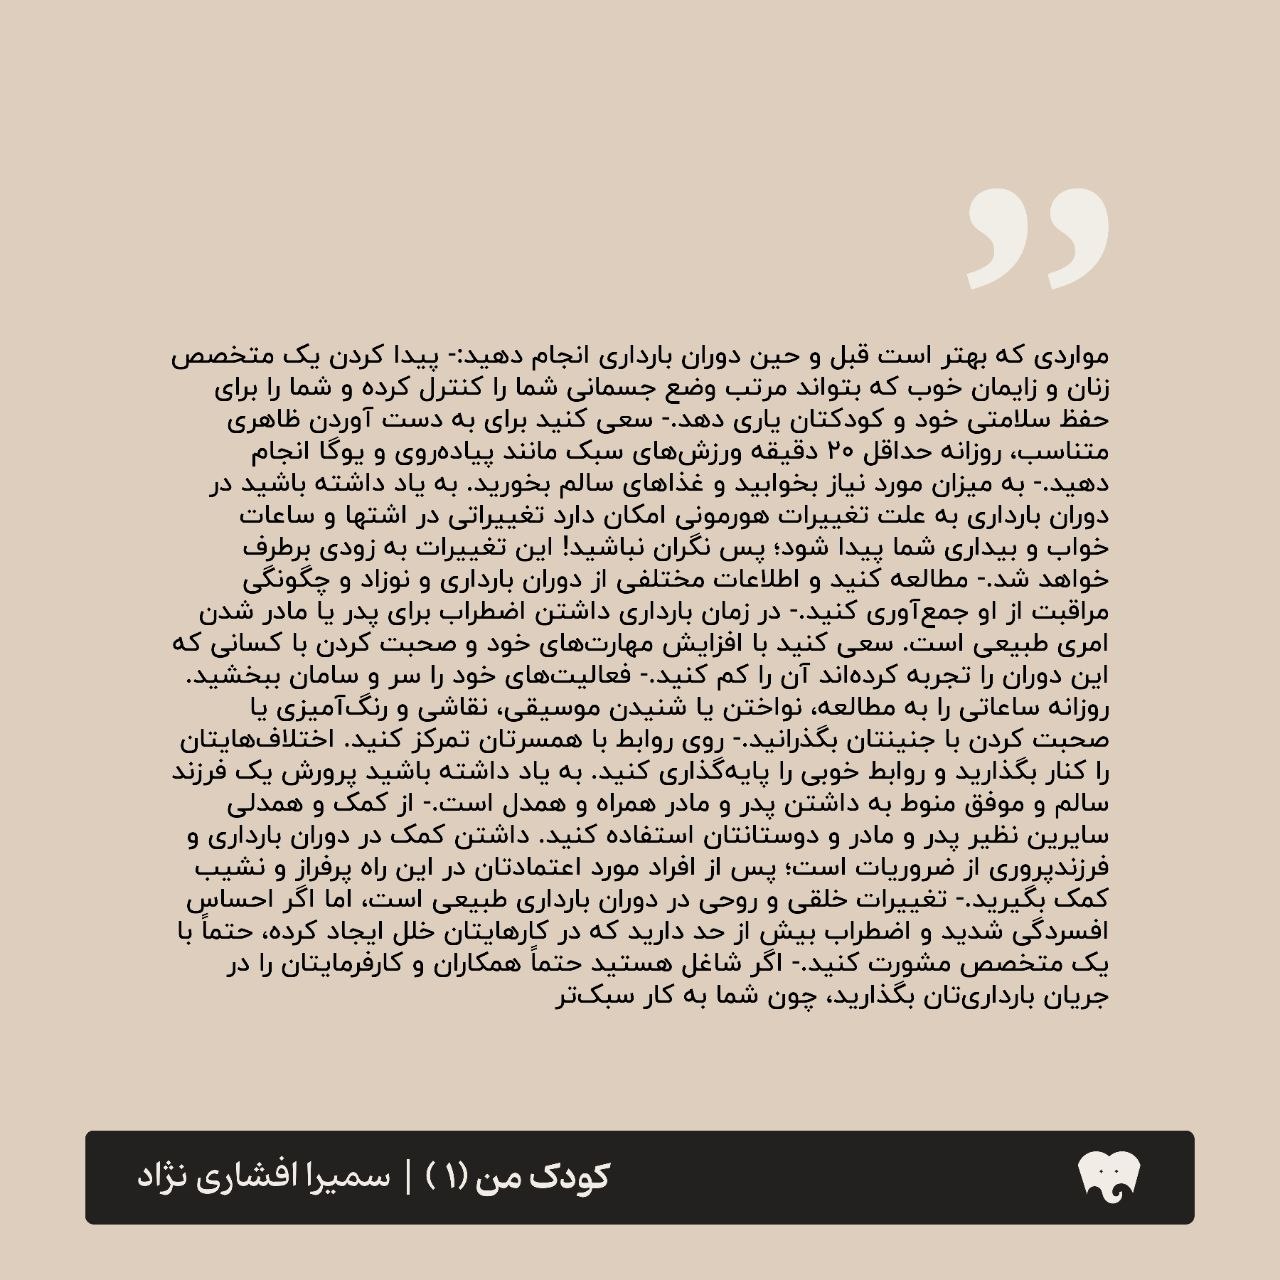 مواردی که بهتر است قبل و حین دوران بارداری انجام دهید:- پیدا کردن یک متخصص
زنان و زایمان خوب که بتواند مرتب وضع جسمانی شما را کنترل کرده و شما را برای
حفظ سلامتی خود و کودکتان یاری دهد.- سعی کنید برای به دست آوردن ظاهری
متناسب، روزانه حداقل ۲۰ دقیقه ورزش‌های سبک مانند پیاده‌روی و یوگا انجام
دهید.- به میزان مورد نیاز بخوابید و غذاهای سالم بخورید. به یاد داشته باشید در
دوران بارداری به علت تغییرات هورمونی امکان دارد تغییراتی در اشتها و ساعات
خواب و بیداری شما پیدا شود؛ پس نگران نباشید! این تغییرات به زودی برطرف
خواهد شد.- مطالعه کنید و اطلاعات مختلفی از دوران بارداری و نوزاد و چگونگی
مراقبت از او جمع‌آوری کنید.- در زمان بارداری داشتن اضطراب برای پدر یا مادر شدن
امری طبیعی است. سعی کنید با افزایش مهارت‌های خود و صحبت کردن با کسانی که
این دوران را تجربه کرده‌اند آن را کم کنید.- فعالیت‌های خود را سر و سامان ببخشید.
روزانه ساعاتی را به مطالعه، نواختن یا شنیدن موسیقی، نقاشی و رنگ‌آمیزی یا
صحبت کردن با جنینتان بگذرانید.- روی روابط با همسرتان تمرکز کنید. اختلاف‌هایتان
را کنار بگذارید و روابط خوبی را پایه‌گذاری کنید. به یاد داشته باشید پرورش یک فرزند
سالم و موفق منوط به داشتن پدر و مادر همراه و همدل است.- از کمک و همدلی
سایرین نظیر پدر و مادر و دوستانتان استفاده کنید. داشتن کمک در دوران بارداری و
فرزندپروری از ضروریات است؛ پس از افراد مورد اعتمادتان در این راه پرفراز و نشیب
کمک بگیرید.- تغییرات خلقی و روحی در دوران بارداری طبیعی است، اما اگر احساس
افسردگی شدید و اضطراب بیش از حد دارید که در کارهایتان خلل ایجاد کرده، حتماً با
یک متخصص مشورت کنید.- اگر شاغل هستید حتماً همکاران و کارفرمایتان را در
جریان بارداری‌تان بگذارید، چون شما به کار سبک‌تر
کودک من (۱) | سمیرا افشاری نژاد